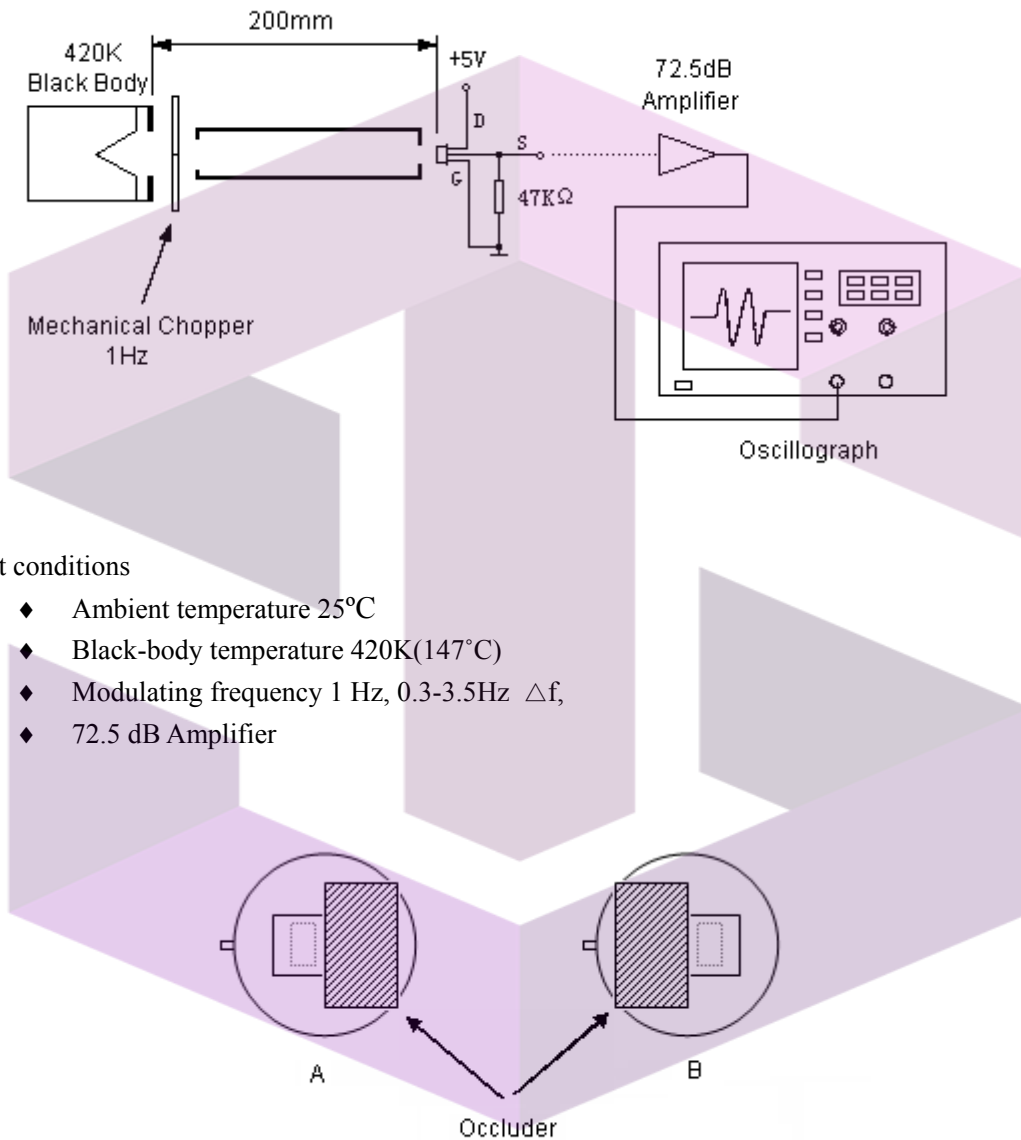 200mm
420K
Black Body
+5V
72.5dB
Amplifier
D
S
G
47KΩ
Mechanical Chopper
1Hz
Oscillograph
t conditions
♦ Ambient temperature 25ºC
♦ Black-body temperature 420K(147˚C)
♦ Modulating frequency 1 Hz, 0.3-3.5Hz △f,
♦ 72.5 dB Amplifier
A
B
Occluder